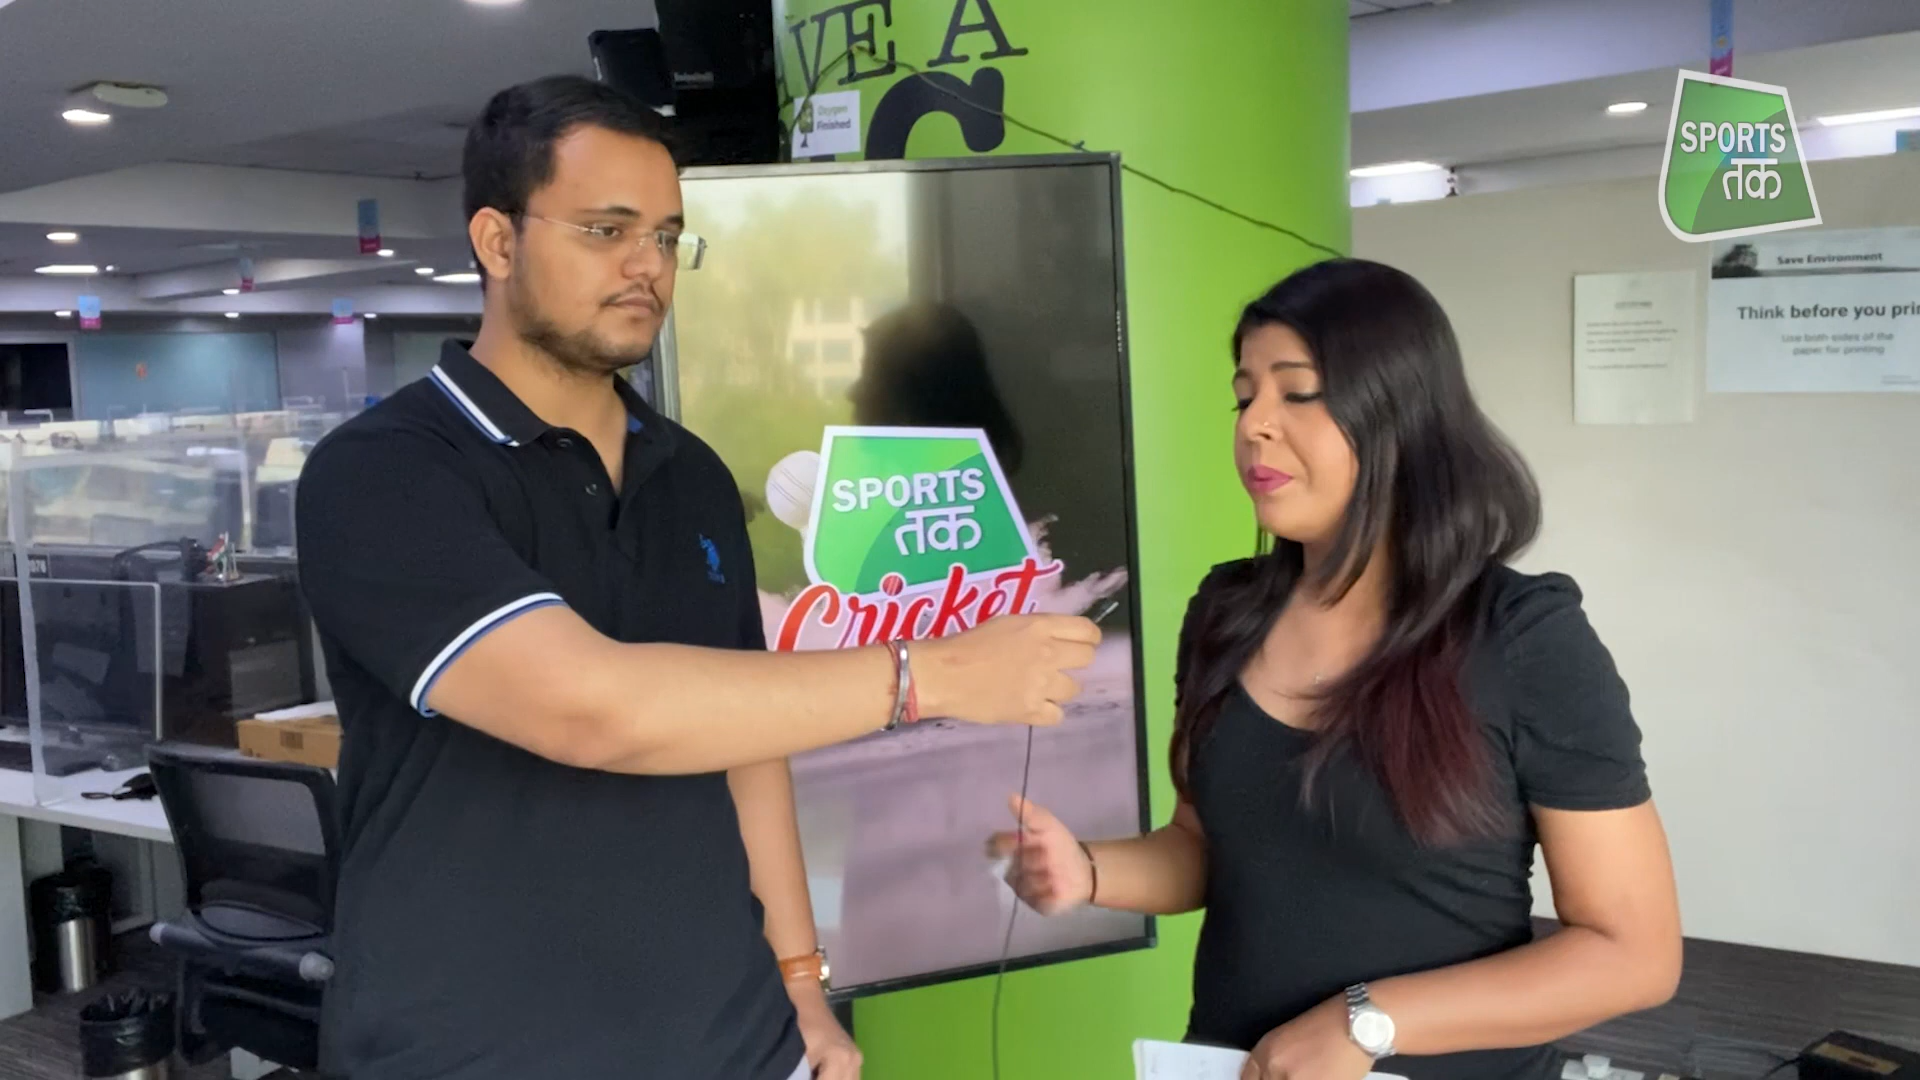 VE A
Oxygen
Finished
SPORTS
तक
Save Environment
Think before you prin
Use both sides of the
paper for printing
SPORTS
तक
Cricket